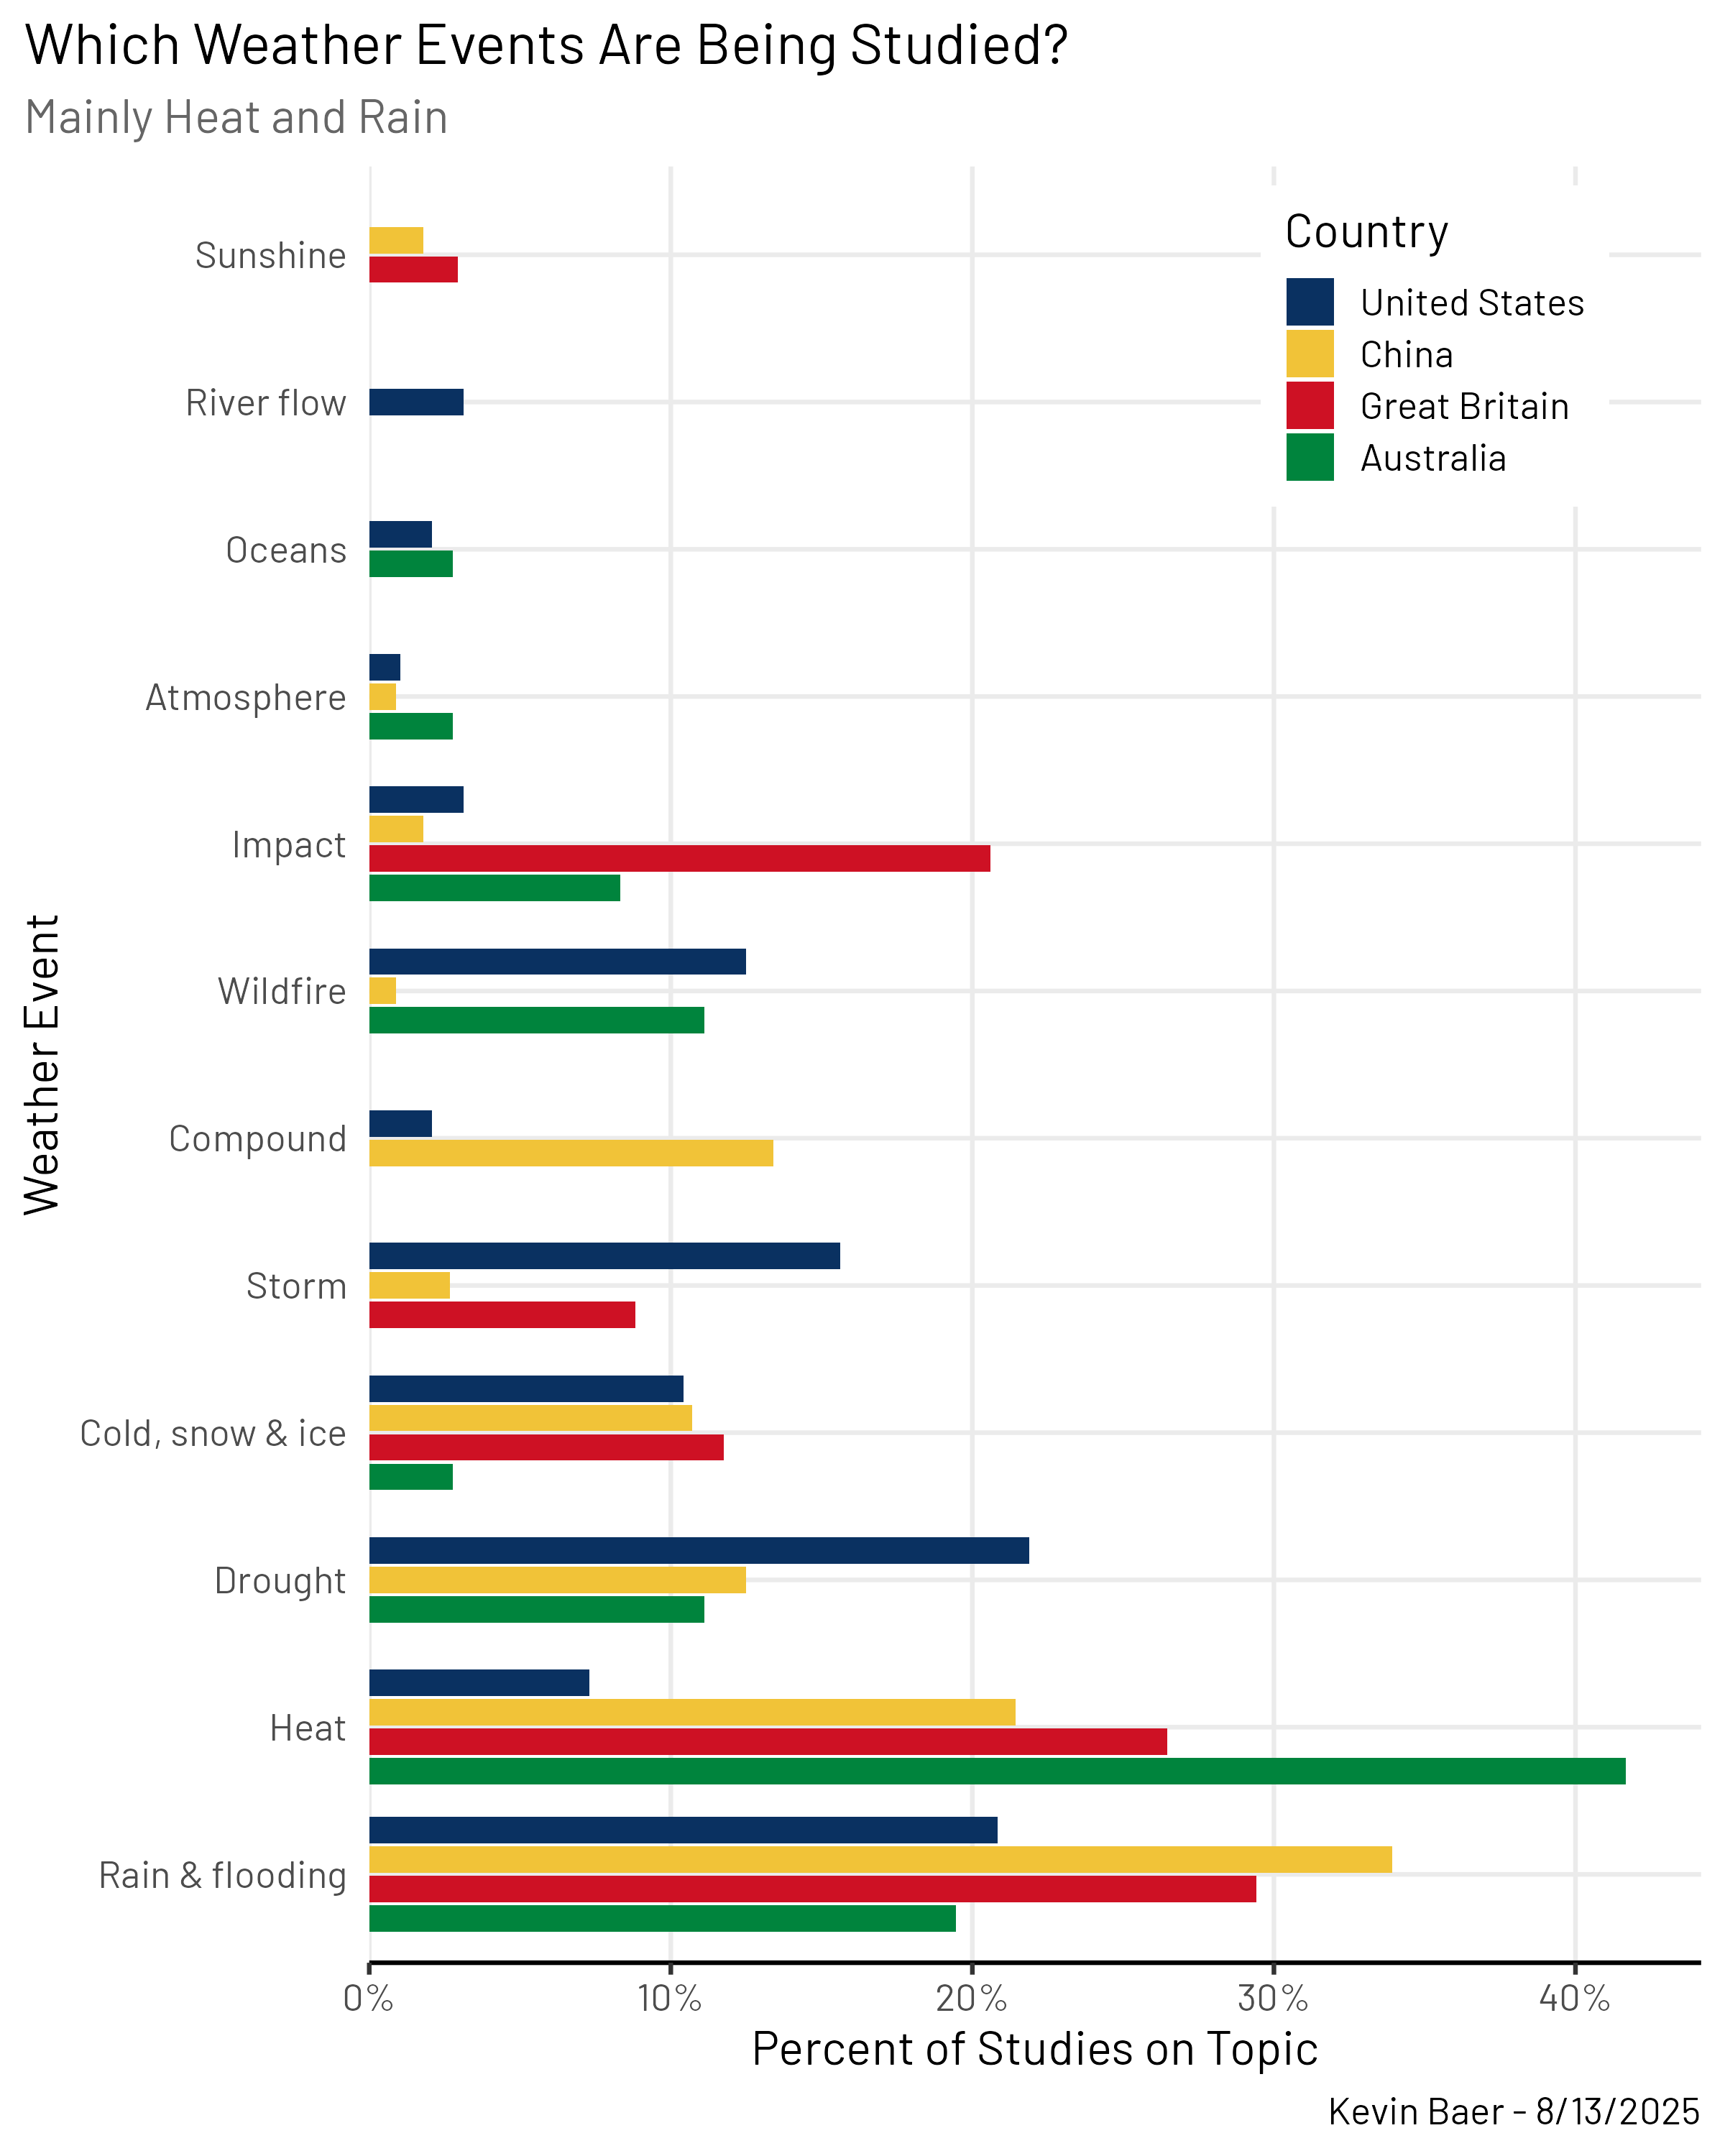 Which Weather Events Are Being Studied?
Mainly Heat and Rain
Country
United States
China
Great Britain
Australia
Weather Event
Sunshine
River flow
Oceans
Atmosphere
Impact
Wildfire
Compound
Storm
Cold, snow & ice
Drought
Heat
Rain & flooding
0% 10% 20% 30% 40%
Percent of Studies on Topic
Kevin Baer - 8/13/2025